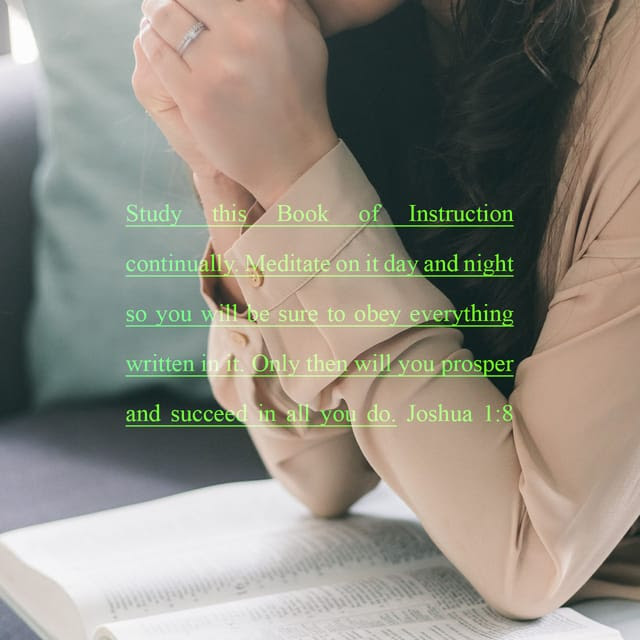 Study this Book of Instruction
continually. Meditate on it day and night
so you will be sure to obey everything
written in it. Only then will you prosper
and succeed in all you do. Joshua 1:8